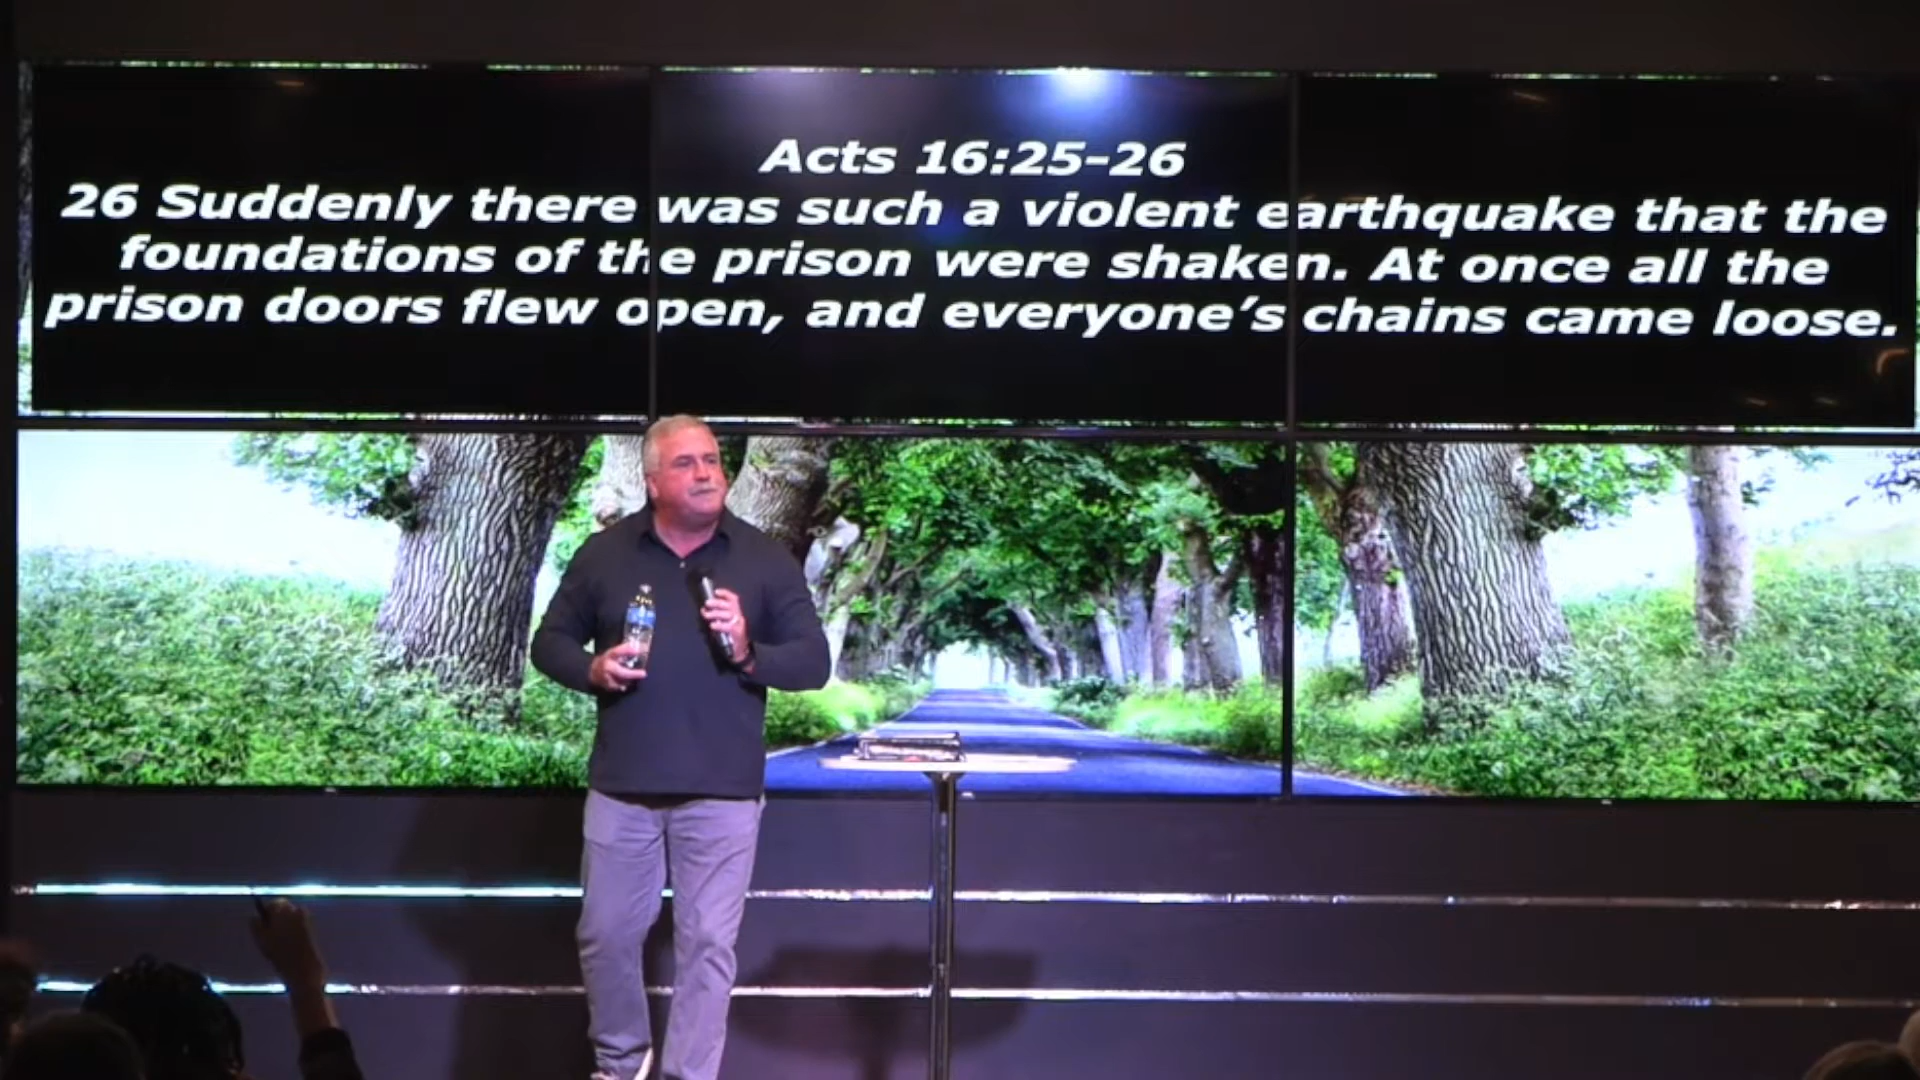 Acts 16:25-26
26 Suddenly there was such a violent earthquake that the
foundations of the prison were shaken. At once all the
prison doors flew open, and everyone’s chains came loose.